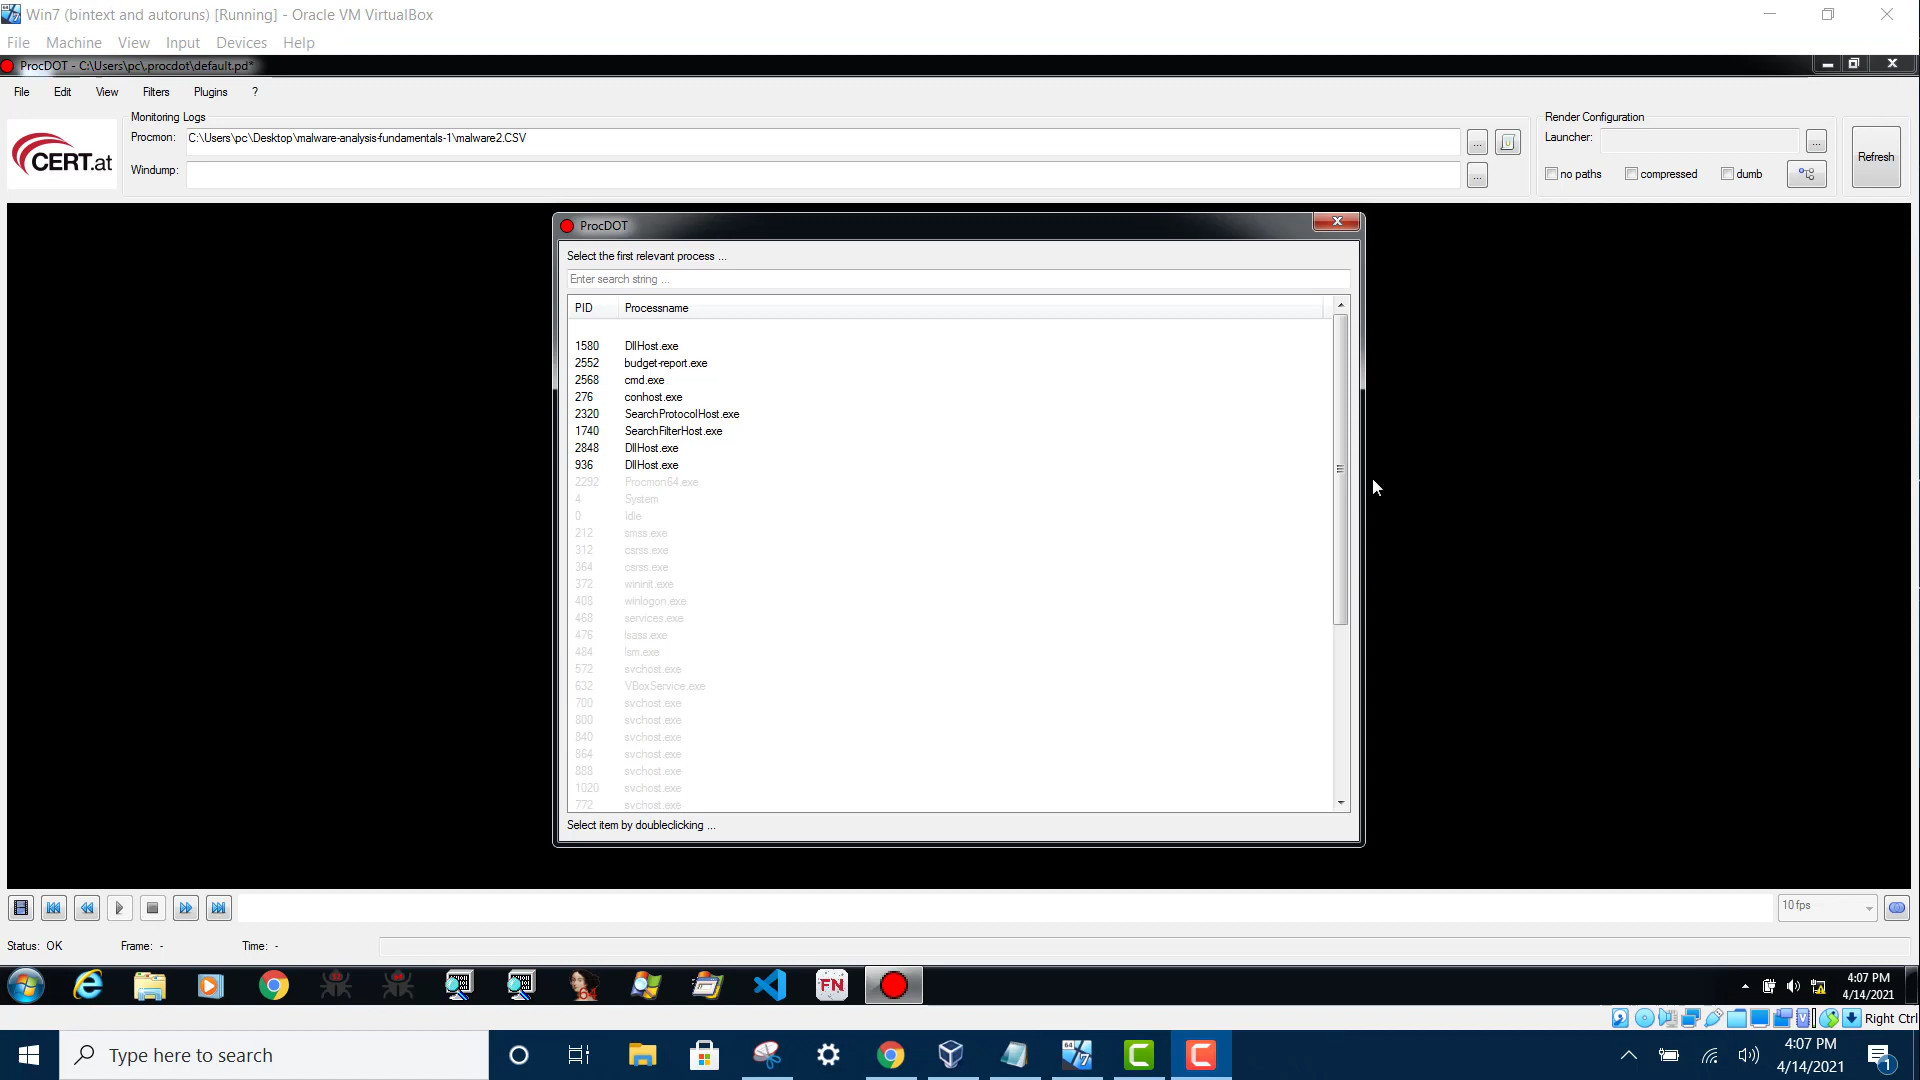 Win7 (bintext and autoruns) [Running] - Oracle VM VirtualBox
File Machine View Input Devices Help
ProcDOT - C:\Users\pc\.procdot\default.pd*
File Edit View Filters Plugins ?
CERT.at
Monitoring Logs
Procmon: C:\Users\pc\Desktop\malware-analysis-fundamentals-1\malware2.CSV ...
Windump: ...
Render Configuration
Launcher: ...
no paths compressed dumb
Refresh
ProcDOT
Select the first relevant process ...
Enter search string ...
PID Processname
1580 DllHost.exe
2552 budget-report.exe
2568 cmd.exe
276 conhost.exe
2320 SearchProtocolHost.exe
1740 SearchFilterHost.exe
2848 DllHost.exe
936 DllHost.exe
2292 Procmon64.exe
4 System
0 Idle
212 smss.exe
312 csrss.exe
364 csrss.exe
372 wininit.exe
408 winlogon.exe
468 services.exe
476 lsass.exe
484 lsm.exe
572 svchost.exe
632 VBoxService.exe
700 svchost.exe
800 svchost.exe
840 svchost.exe
864 svchost.exe
888 svchost.exe
1020 svchost.exe
772 svchost.exe
Select item by doubleclicking ...
10 fps
Status: OK Frame: - Time: -
64
FN
4:07 PM
4/14/2021
Right Ctrl
Type here to search
64
7
4:07 PM
4/14/2021
1